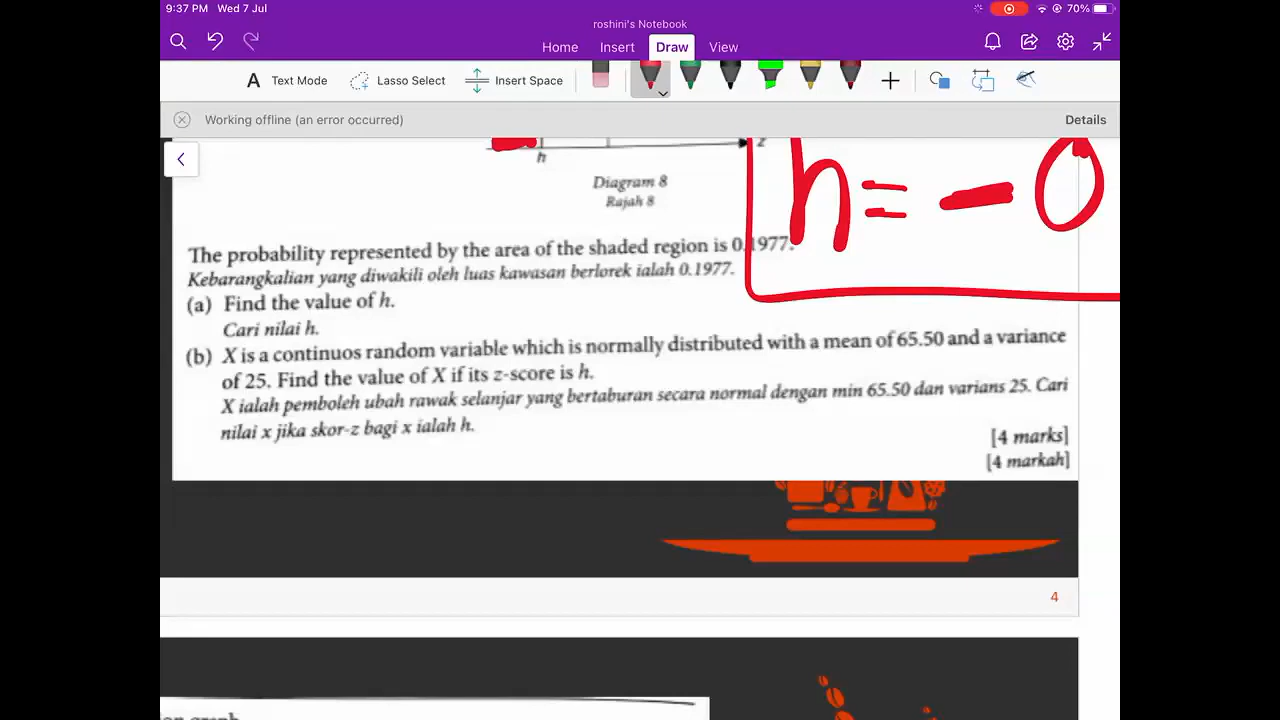 9:37 PM Wed 7 Jul
70%
roshini's Notebook
Home Insert Draw View
A Text Mode Lasso Select Insert Space
Working offline (an error occurred) Details
h
z
h = - 0
Diagram 8
Rajah 8
The probability represented by the area of the shaded region is 0.1977.
Kebarangkalian yang diwakili oleh luas kawasan berlorek ialah 0.1977.
(a) Find the value of h.
Cari nilai h.
(b) X is a continuos random variable which is normally distributed with a mean of 65.50 and a variance
of 25. Find the value of X if its z-score is h.
X ialah pemboleh ubah rawak selanjar yang bertaburan secara normal dengan min 65.50 dan varians 25. Cari
nilai x jika skor-z bagi x ialah h.
[4 marks]
[4 markah]
4